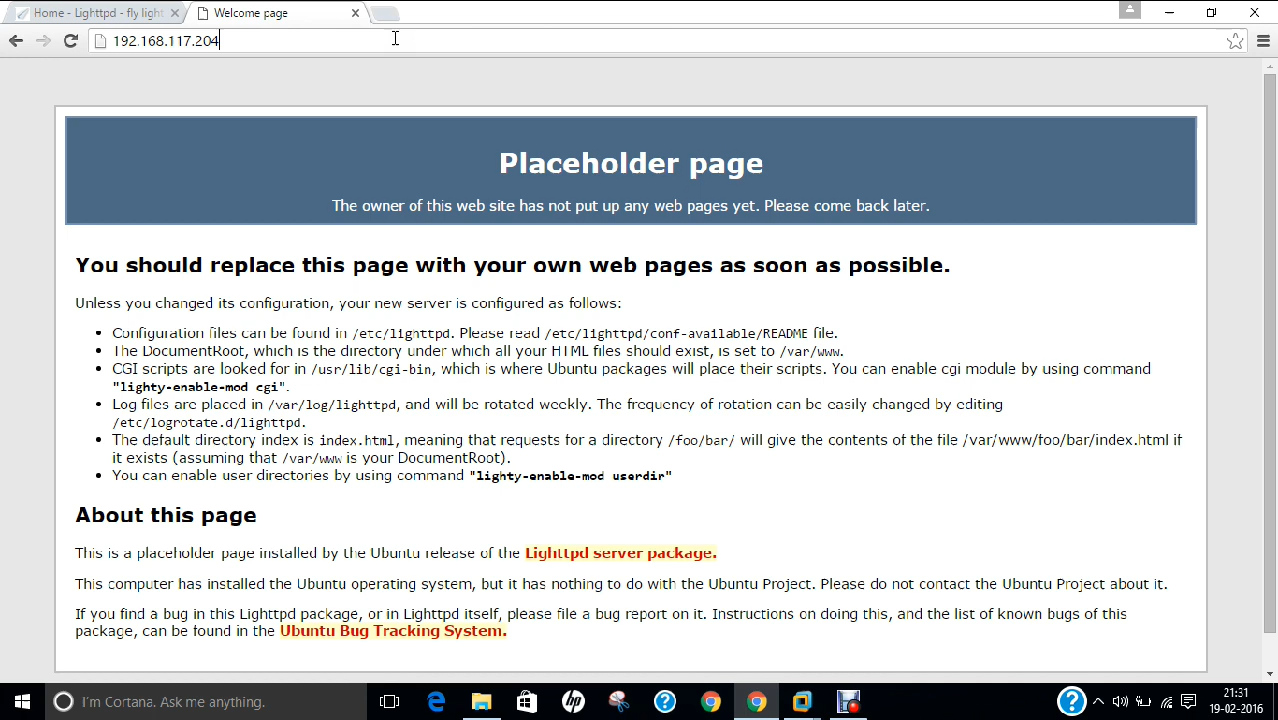 Home - Lighttpd - fly light
Welcome page
192.168.117.204
Placeholder page
The owner of this web site has not put up any web pages yet. Please come back later.
You should replace this page with your own web pages as soon as possible.
Unless you changed its configuration, your new server is configured as follows:
• Configuration files can be found in /etc/lighttpd. Please read /etc/lighttpd/conf-available/README file.
• The DocumentRoot, which is the directory under which all your HTML files should exist, is set to /var/www.
• CGI scripts are looked for in /usr/lib/cgi-bin, which is where Ubuntu packages will place their scripts. You can enable cgi module by using command
"lighty-enable-mod cgi".
• Log files are placed in /var/log/lighttpd, and will be rotated weekly. The frequency of rotation can be easily changed by editing
/etc/logrotate.d/lighttpd.
• The default directory index is index.html, meaning that requests for a directory /foo/bar/ will give the contents of the file /var/www/foo/bar/index.html if
it exists (assuming that /var/www is your DocumentRoot).
• You can enable user directories by using command "lighty-enable-mod userdir"
About this page
This is a placeholder page installed by the Ubuntu release of the Lighttpd server package.
This computer has installed the Ubuntu operating system, but it has nothing to do with the Ubuntu Project. Please do not contact the Ubuntu Project about it.
If you find a bug in this Lighttpd package, or in Lighttpd itself, please file a bug report on it. Instructions on doing this, and the list of known bugs of this
package, can be found in the Ubuntu Bug Tracking System.
I'm Cortana. Ask me anything.
hp
21:31
19-02-2016